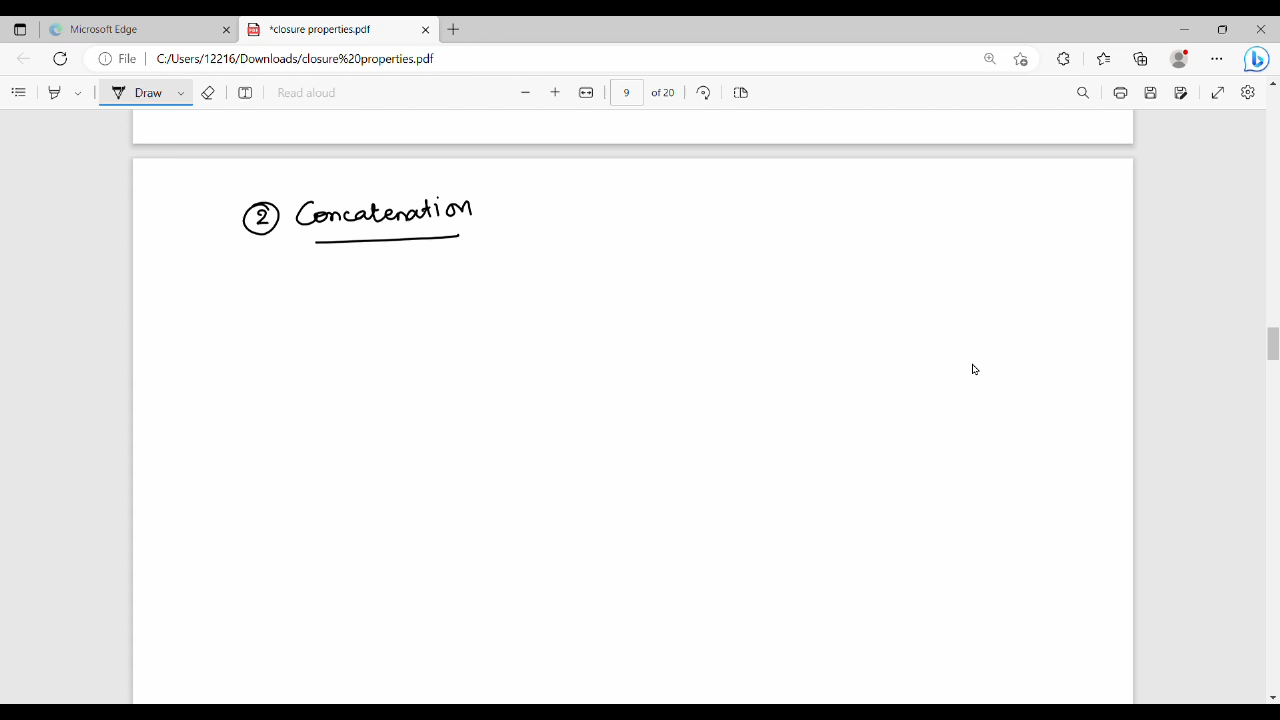 Microsoft Edge
*closure properties.pdf
File
C:/Users/12216/Downloads/closure%20properties.pdf
Draw
Read aloud
9 of 20
② Concatenation